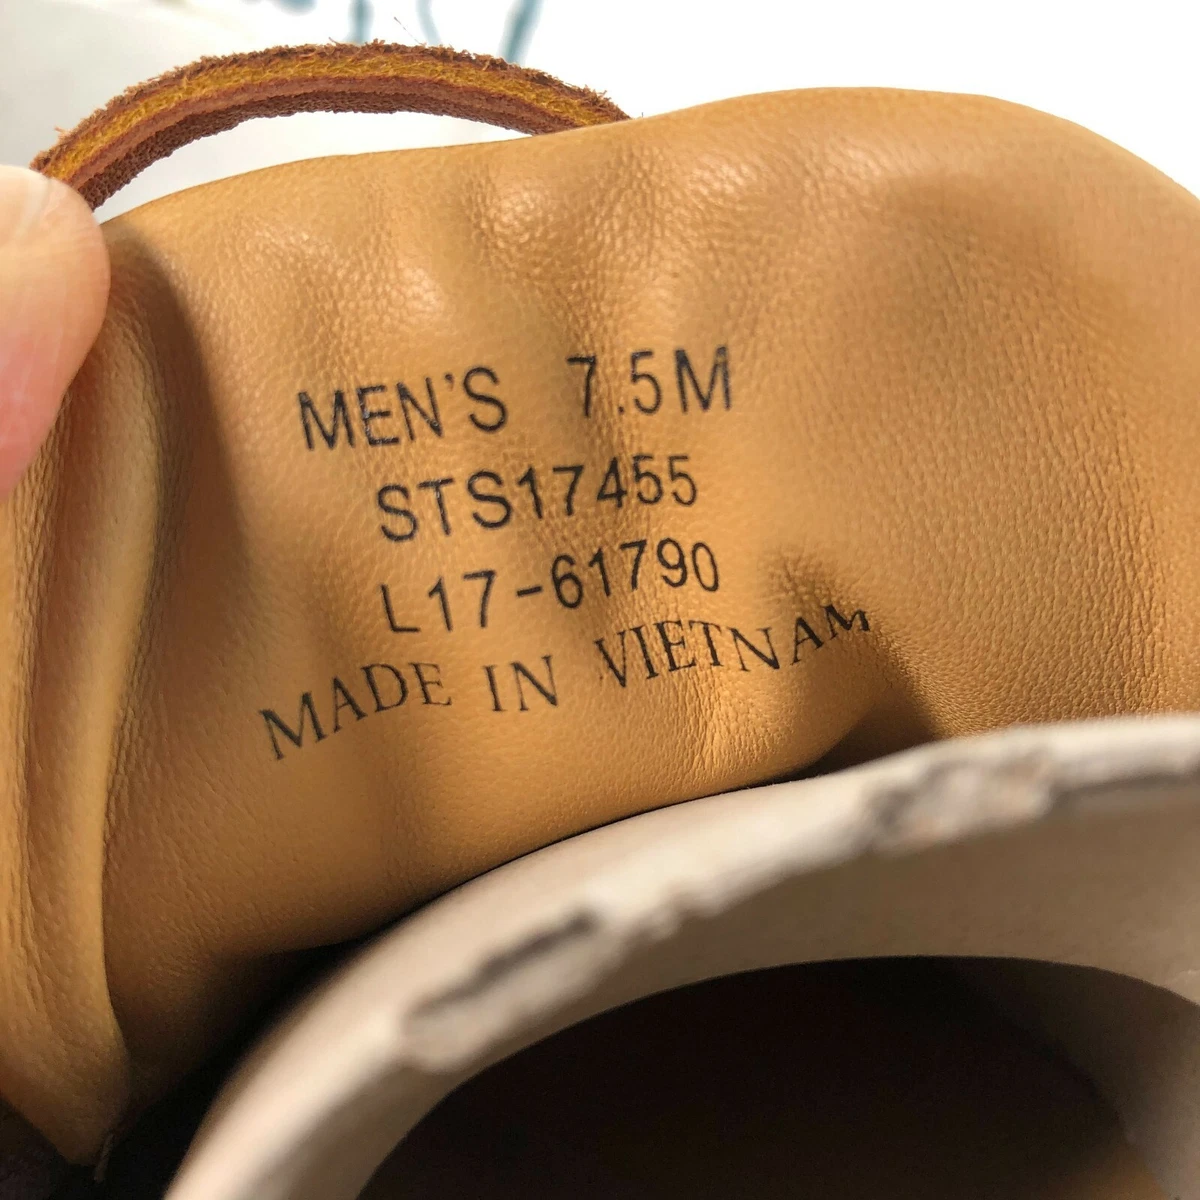 MEN'S 7.5M
STS17455
L17-61790
MADE IN VIETNAM